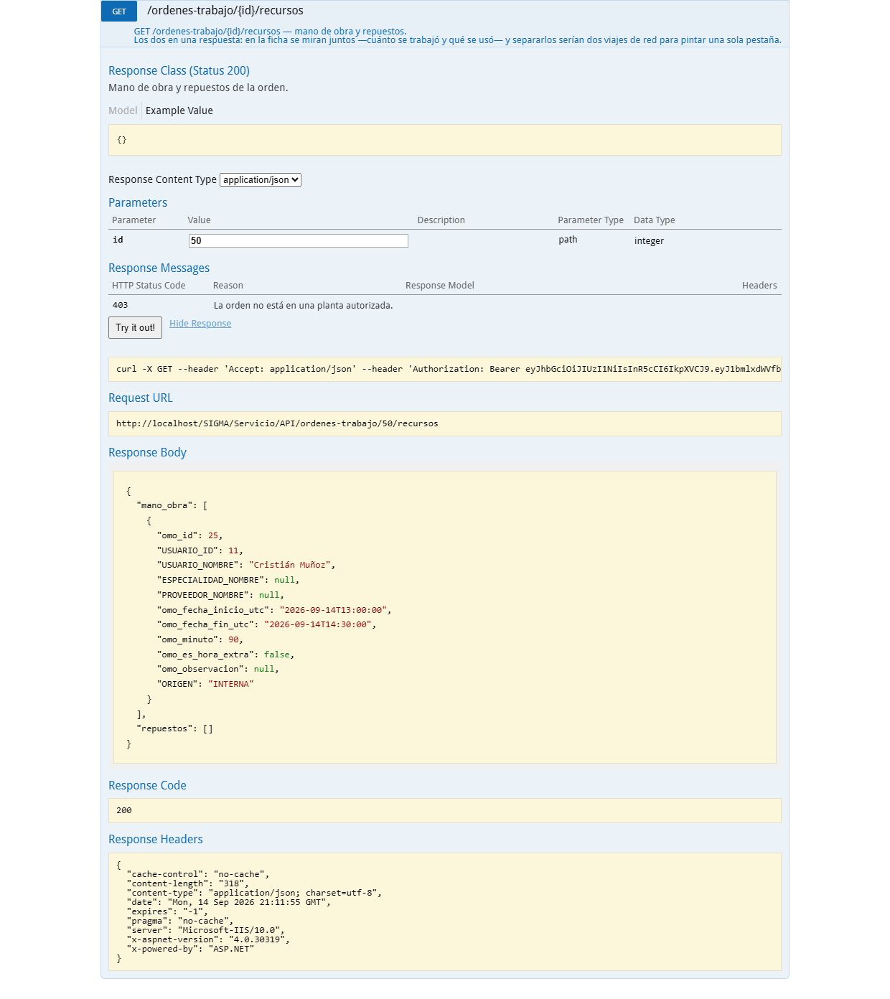 GET /ordenes-trabajo/{id}/recursos
GET /ordenes-trabajo/{id}/recursos — mano de obra y repuestos.
Los dos en una respuesta: en la ficha se miran juntos —cuánto se trabajó y qué se usó— y separarlos serían dos viajes de red para pintar una sola pestaña.
Response Class (Status 200)
Mano de obra y repuestos de la orden.
Model Example Value
{}
Response Content Type application/json
Parameters
Parameter Value Description Parameter Type Data Type
id 50 path integer
Response Messages
HTTP Status Code Reason Response Model Headers
403 La orden no está en una planta autorizada.
Try it out! Hide Response
curl -X GET --header 'Accept: application/json' --header 'Authorization: Bearer eyJhbGciOiJIUzI1NiIsInR5cCI6IkpXVCJ9.eyJ1bmlxdWVfb
Request URL
http://localhost/SIGMA/Servicio/API/ordenes-trabajo/50/recursos
Response Body
{
"mano_obra": [
{
"omo_id": 25,
"USUARIO_ID": 11,
"USUARIO_NOMBRE": "Cristián Muñoz",
"ESPECIALIDAD_NOMBRE": null,
"PROVEEDOR_NOMBRE": null,
"omo_fecha_inicio_utc": "2026-09-14T13:00:00",
"omo_fecha_fin_utc": "2026-09-14T14:30:00",
"omo_minuto": 90,
"omo_es_hora_extra": false,
"omo_observacion": null,
"ORIGEN": "INTERNA"
}
],
"repuestos": []
}
Response Code
200
Response Headers
{
"cache-control": "no-cache",
"content-length": "318",
"content-type": "application/json; charset=utf-8",
"date": "Mon, 14 Sep 2026 21:11:55 GMT",
"expires": "-1",
"pragma": "no-cache",
"server": "Microsoft-IIS/10.0",
"x-aspnet-version": "4.0.30319",
"x-powered-by": "ASP.NET"
}